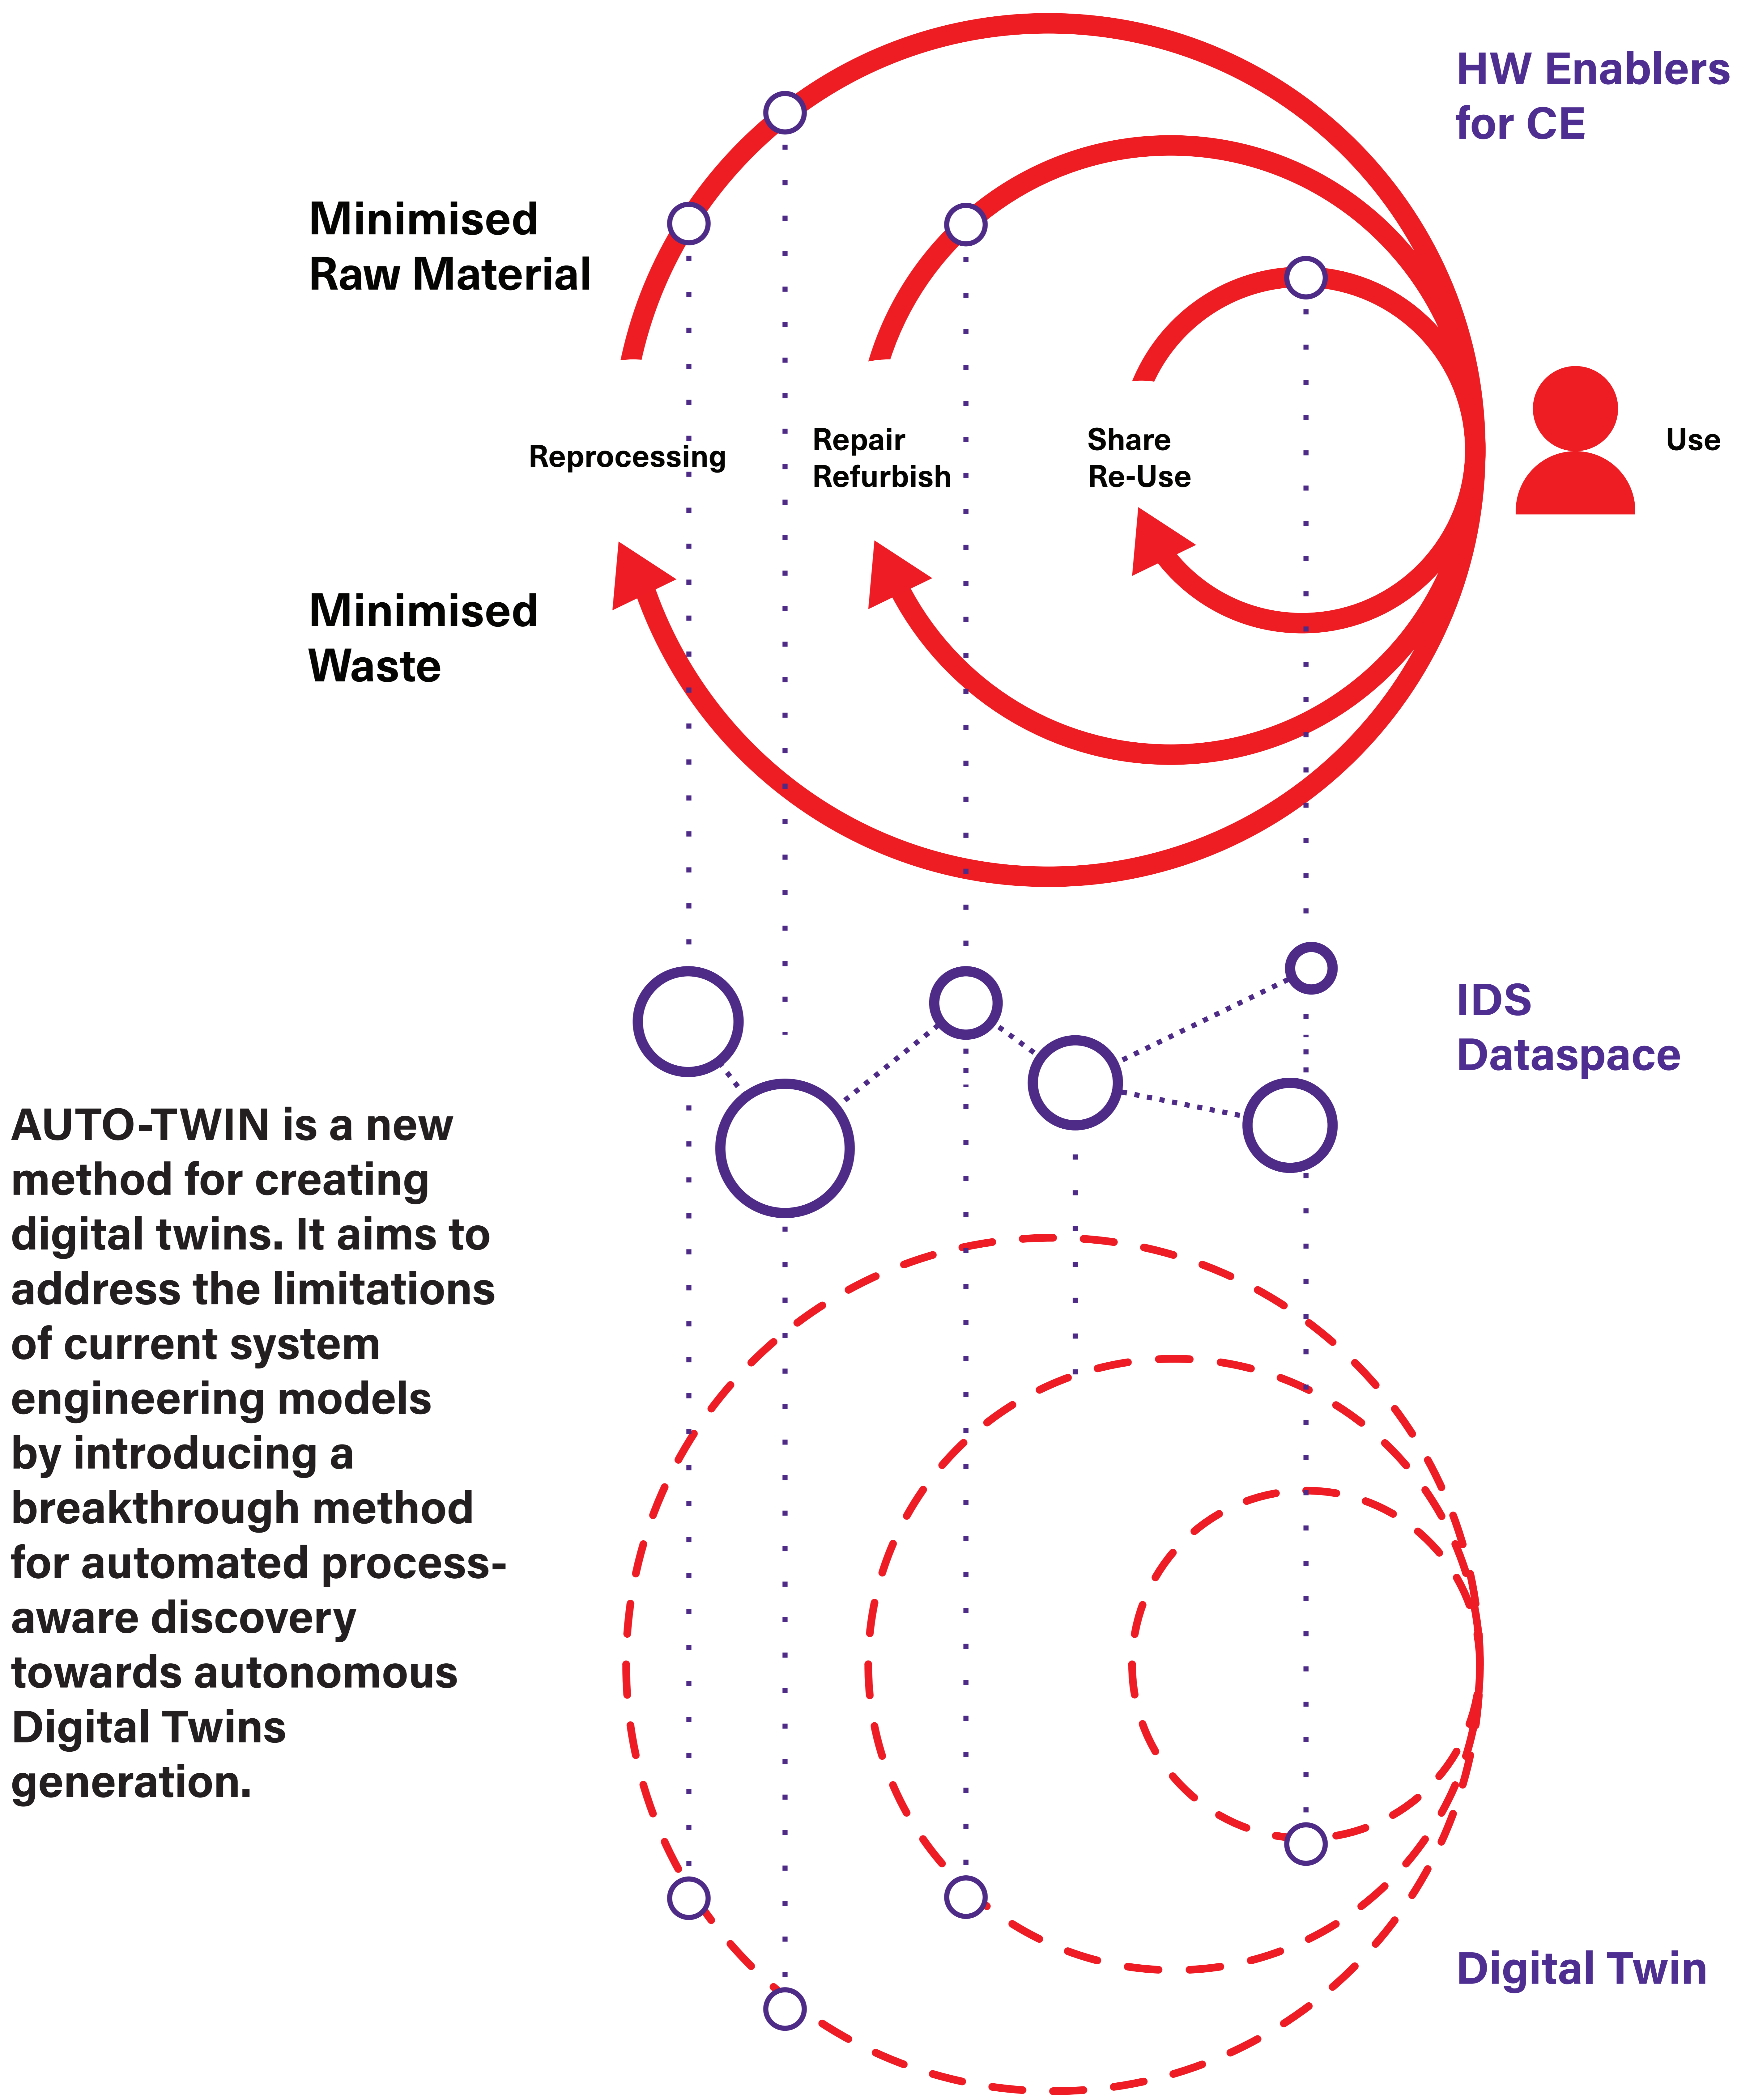 HW Enablers
for CE
Minimised
Raw Material
Reprocessing
Repair
Refurbish
Share
Re-Use
Use
Minimised
Waste
IDS
Dataspace
AUTO-TWIN is a new
method for creating
digital twins. It aims to
address the limitations
of current system
engineering models
by introducing a
breakthrough method
for automated process-
aware discovery
towards autonomous
Digital Twins
generation.
Digital Twin